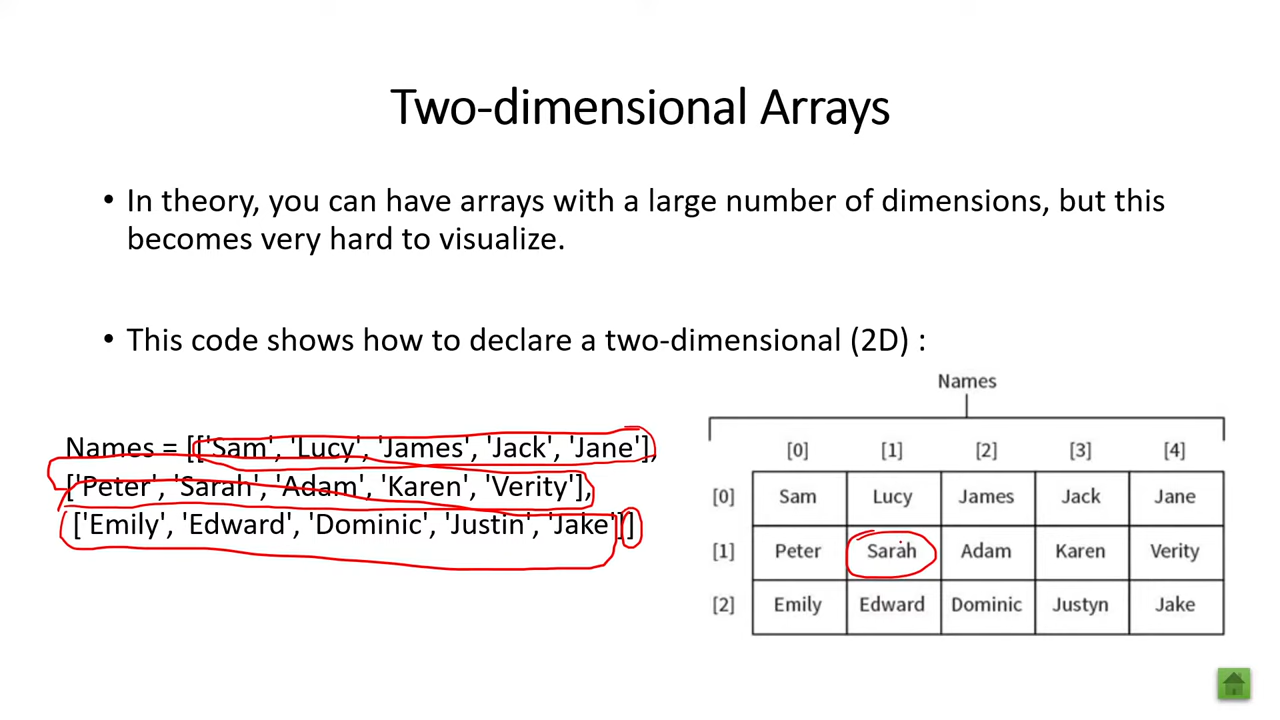 Two-dimensional Arrays
• In theory, you can have arrays with a large number of dimensions, but this
becomes very hard to visualize.
• This code shows how to declare a two-dimensional (2D) :
Names = [['Sam', 'Lucy', 'James', 'Jack', 'Jane'],
['Peter', 'Sarah', 'Adam', 'Karen', 'Verity'],
['Emily', 'Edward', 'Dominic', 'Justin', 'Jake']]
Names
[0] [1] [2] [3] [4]
[0] Sam Lucy James Jack Jane
[1] Peter Sarah Adam Karen Verity
[2] Emily Edward Dominic Justyn Jake